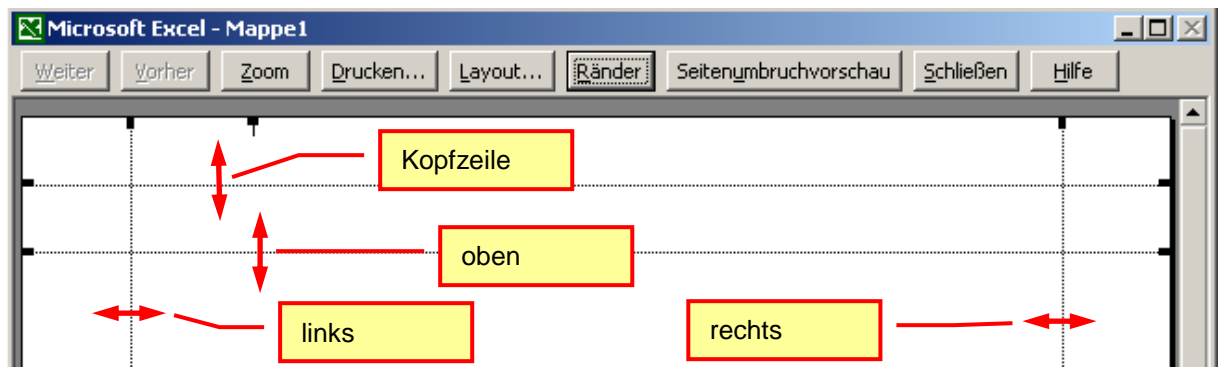 Microsoft Excel - Mappe1
Weiter Vorher Zoom Drucken... Layout... Ränder Seitenumbruchvorschau Schließen Hilfe
Kopfzeile
oben
links rechts